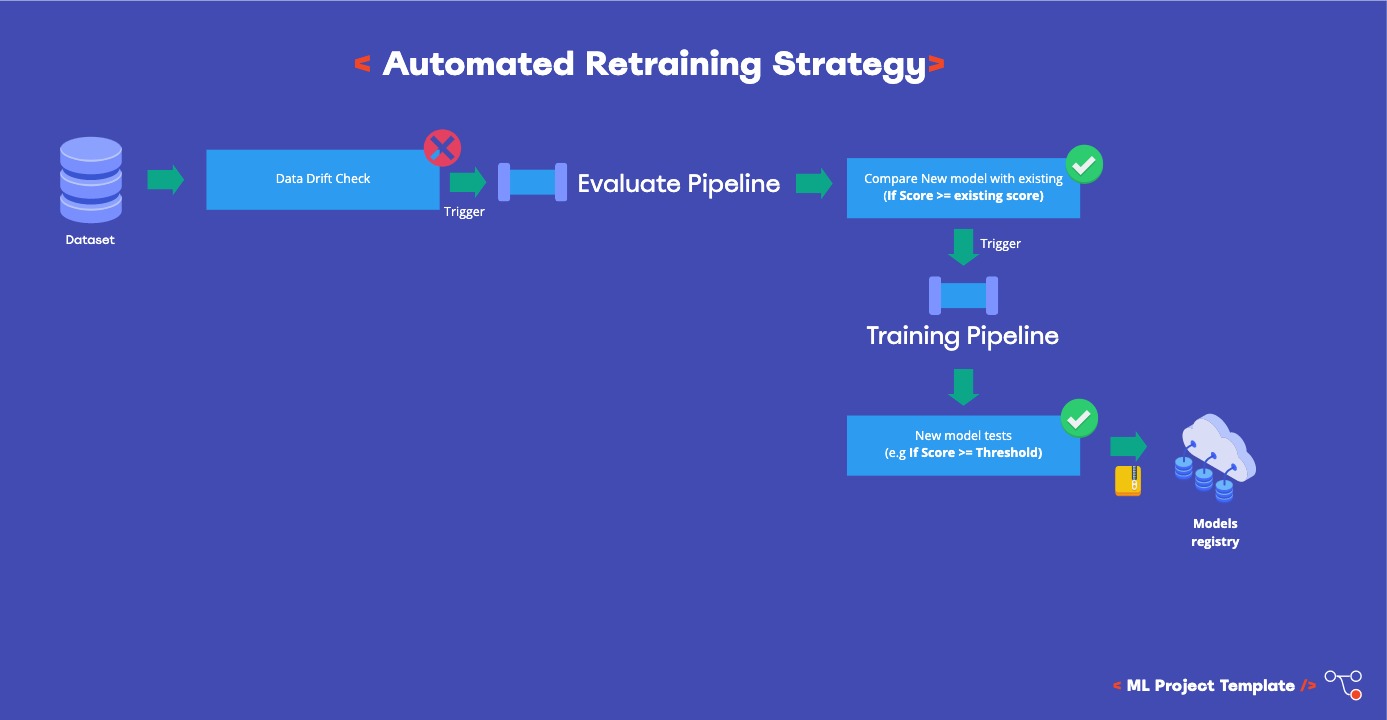 < Automated Retraining Strategy>
Data Drift Check
Trigger
Dataset
Evaluate Pipeline
Compare New model with existing
(If Score >= existing score)
Trigger
Training Pipeline
New model tests
(e.g If Score >= Threshold)
Models
registry
< ML Project Template />